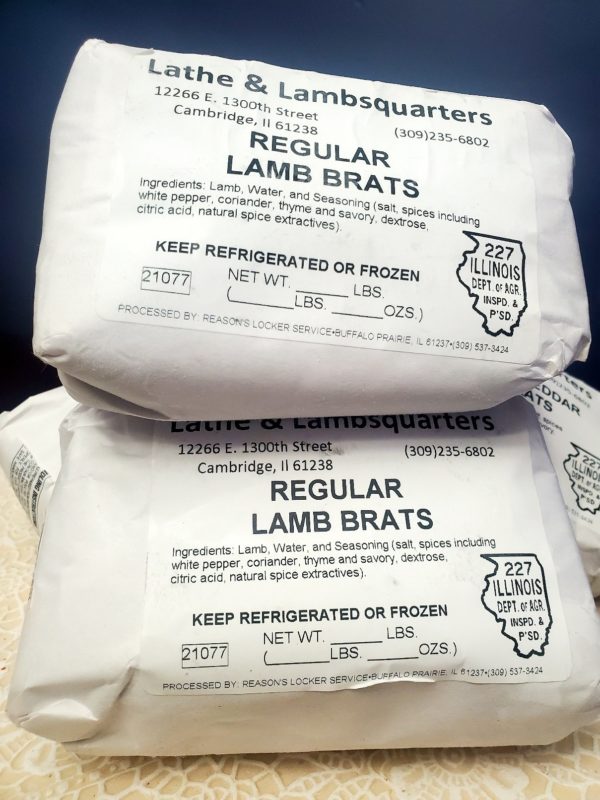 Lathe & Lambsquarters
12266 E. 1300th Street
Cambridge, Il 61238
(309)235-6802
REGULAR
LAMB BRATS
Ingredients: Lamb, Water, and Seasoning (salt, spices including
white pepper, coriander, thyme and savory, dextrose,
citric acid, natural spice extractives).
KEEP REFRIGERATED OR FROZEN
21077
NET WT. ______ LBS.
(______LBS. _____OZS.)
227
ILLINOIS
DEPT. of AGR.
INSPD. &
P'SD.
PROCESSED BY: REASON'S LOCKER SERVICE•BUFFALO PRAIRIE, IL 61237•(309) 537-3424
Lathe & Lambsquarters
12266 E. 1300th Street
Cambridge, Il 61238
(309)235-6802
REGULAR
LAMB BRATS
Ingredients: Lamb, Water, and Seasoning (salt, spices including
white pepper, coriander, thyme and savory, dextrose,
citric acid, natural spice extractives).
KEEP REFRIGERATED OR FROZEN
21077
NET WT. ______ LBS.
(______LBS. _____OZS.)
227
ILLINOIS
DEPT. of AGR.
INSPD. &
P'SD.
PROCESSED BY: REASON'S LOCKER SERVICE•BUFFALO PRAIRIE, IL 61237•(309) 537-3424
EDDAR
ATS
227